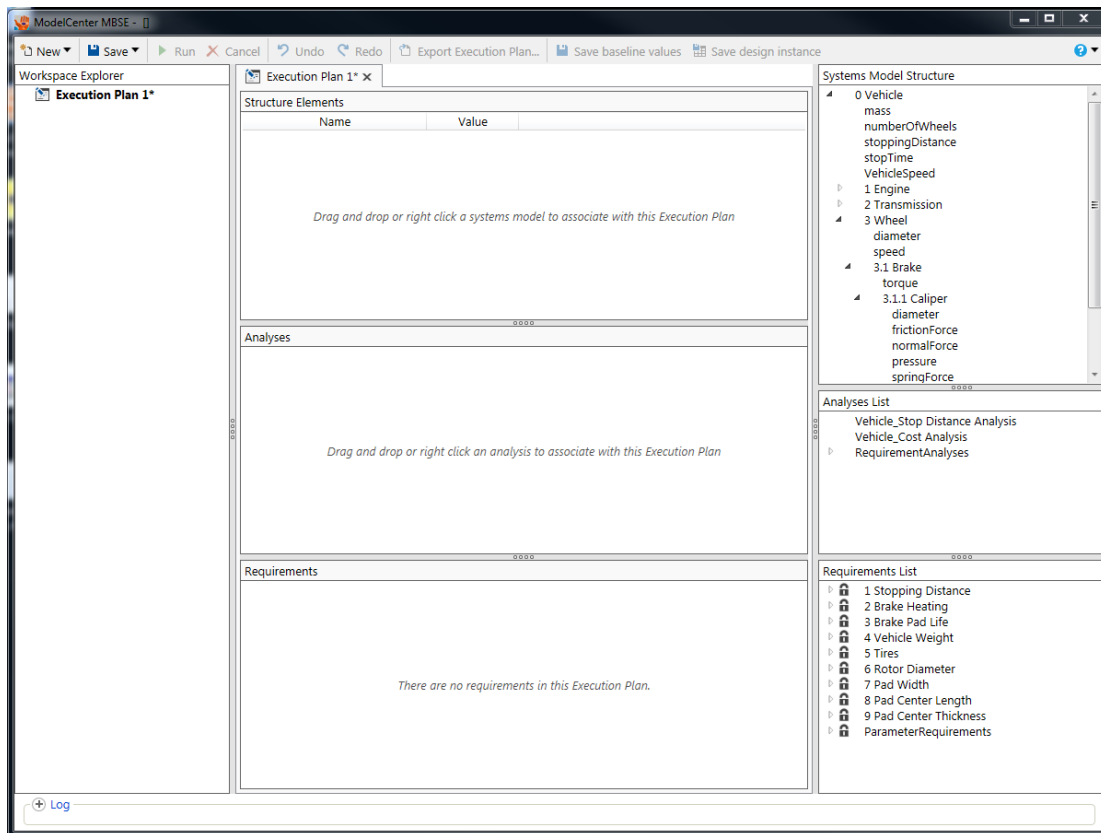 ModelCenter MBSE - []
New Save Run Cancel Undo Redo Export Execution Plan... Save baseline values Save design instance ?
Workspace Explorer
Execution Plan 1*
Execution Plan 1* x
Structure Elements
Name Value
Drag and drop or right click a systems model to associate with this Execution Plan
Analyses
Drag and drop or right click an analysis to associate with this Execution Plan
Requirements
There are no requirements in this Execution Plan.
Systems Model Structure
0 Vehicle
mass
numberOfWheels
stoppingDistance
stopTime
VehicleSpeed
1 Engine
2 Transmission
3 Wheel
diameter
speed
3.1 Brake
torque
3.1.1 Caliper
diameter
frictionForce
normalForce
pressure
springForce
Analyses List
Vehicle_Stop Distance Analysis
Vehicle_Cost Analysis
RequirementAnalyses
Requirements List
1 Stopping Distance
2 Brake Heating
3 Brake Pad Life
4 Vehicle Weight
5 Tires
6 Rotor Diameter
7 Pad Width
8 Pad Center Length
9 Pad Center Thickness
ParameterRequirements
Log